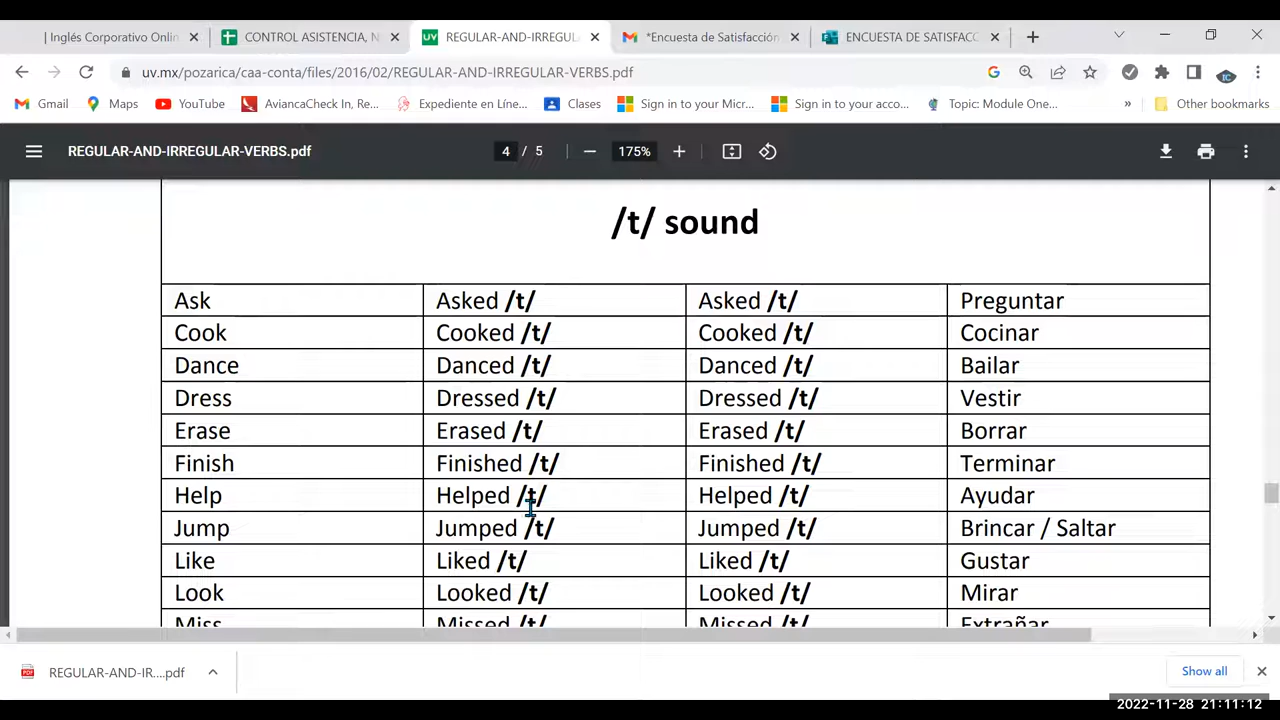 | Inglés Corporativo Onlin
CONTROL ASISTENCIA, N
UV REGULAR-AND-IRREGUL
*Encuesta de Satisfacción
ENCUESTA DE SATISFACC
uv.mx/pozarica/caa-conta/files/2016/02/REGULAR-AND-IRREGULAR-VERBS.pdf
Gmail Maps YouTube AviancaCheck In, Re... Expediente en Líne... Clases Sign in to your Micr... Sign in to your acco... Topic: Module One... » Other bookmarks
REGULAR-AND-IRREGULAR-VERBS.pdf 4 / 5 175%
/t/ sound
Ask Asked /t/ Asked /t/ Preguntar
Cook Cooked /t/ Cooked /t/ Cocinar
Dance Danced /t/ Danced /t/ Bailar
Dress Dressed /t/ Dressed /t/ Vestir
Erase Erased /t/ Erased /t/ Borrar
Finish Finished /t/ Finished /t/ Terminar
Help Helped /t/ Helped /t/ Ayudar
Jump Jumped /t/ Jumped /t/ Brincar / Saltar
Like Liked /t/ Liked /t/ Gustar
Look Looked /t/ Looked /t/ Mirar
Miss Missed /t/ Missed /t/ Extrañar
REGULAR-AND-IR....pdf Show all
2022-11-28 21:11:12